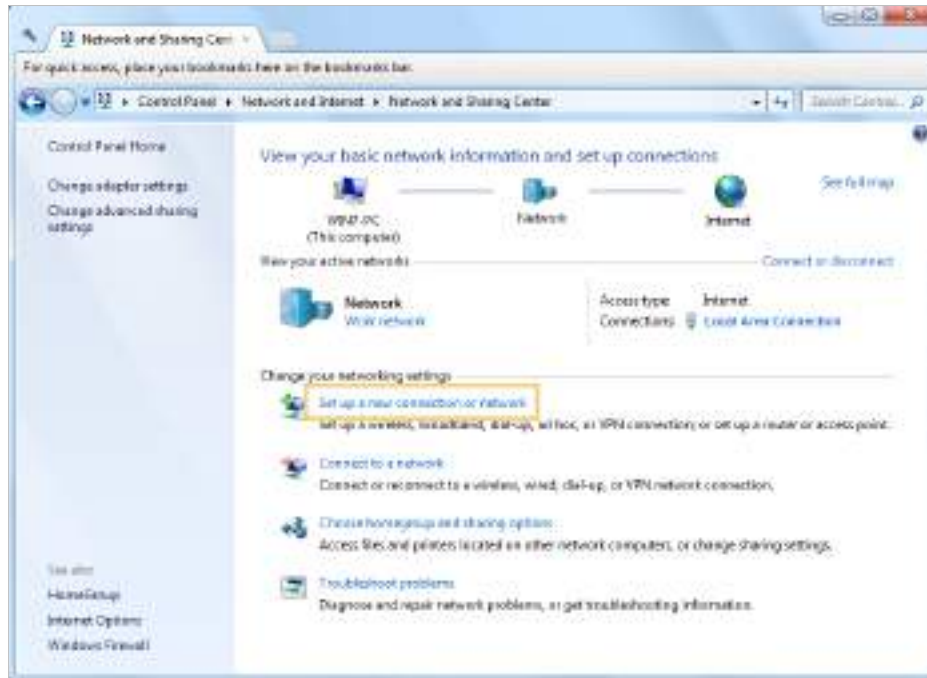 Network and Sharing Cen
For quick access, place your bookmarks here on the bookmarks bar.
Control Panel Network and Internet Network and Sharing Center
Search Control
Control Panel Home
Change adapter settings
Change advanced sharing
settings
View your basic network information and set up connections
See full map
(This computer)
Network
Internet
View your active networks
Connect or disconnect
Network
Work network
Access type Internet
Connections Local Area Connection
Change your networking settings
Set up a new connection or network
Set up a wireless, broadband, dial-up, ad hoc, or VPN connection; or set up a router or access point.
Connect to a network
Connect or reconnect to a wireless, wired, dial-up, or VPN network connection.
Choose homegroup and sharing options
Access files and printers located on other network computers, or change sharing settings.
Troubleshoot problems
Diagnose and repair network problems, or get troubleshooting information.
See also
HomeGroup
Internet Options
Windows Firewall